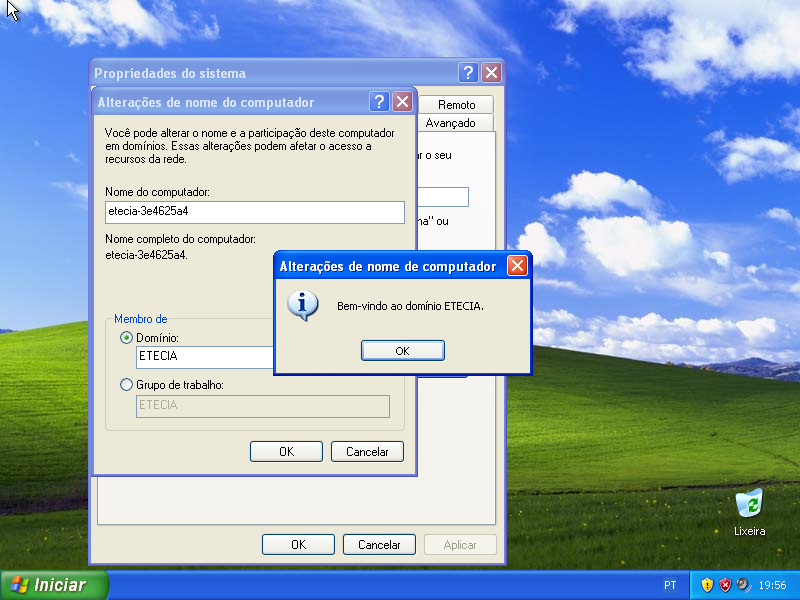 Propriedades do sistema
Alterações de nome do computador
Remoto
Avançado
Você pode alterar o nome e a participação deste computador
em domínios. Essas alterações podem afetar o acesso a
recursos da rede.
o seu
Nome do computador:
etecia-3e4625a4
ou
Nome completo do computador:
etecia-3e4625a4.
Alterações de nome de computador
Bem-vindo ao domínio ETECIA.
OK
Membro de
Domínio:
ETECIA
Grupo de trabalho:
ETECIA
OK
Cancelar
Lixeira
OK
Cancelar
Aplicar
Iniciar
PT
19:56